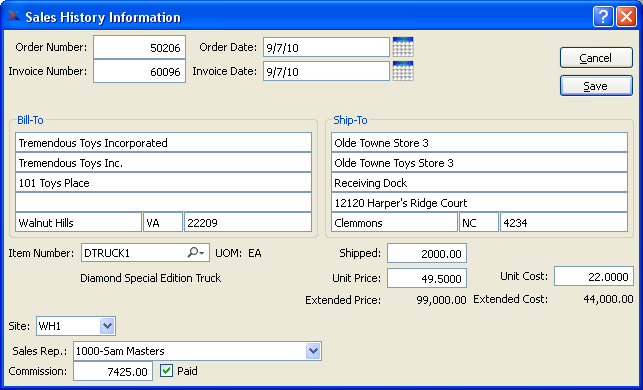 Sales History Information
Order Number: 50206 Order Date: 9/7/10
Invoice Number: 60096 Invoice Date: 9/7/10
Cancel
Save
Bill-To
Tremendous Toys Incorporated
Tremendous Toys Inc.
101 Toys Place
Walnut Hills VA 22209
Ship-To
Olde Towne Store 3
Olde Towne Toys Store 3
Receiving Dock
12120 Harper's Ridge Court
Clemmons NC 4234
Item Number: DTRUCK1 UOM: EA
Diamond Special Edition Truck
Shipped: 2000.00
Unit Price: 49.5000 Unit Cost: 22.0000
Extended Price: 99,000.00 Extended Cost: 44,000.00
Site: WH1
Sales Rep.: 1000-Sam Masters
Commission: 7425.00 Paid